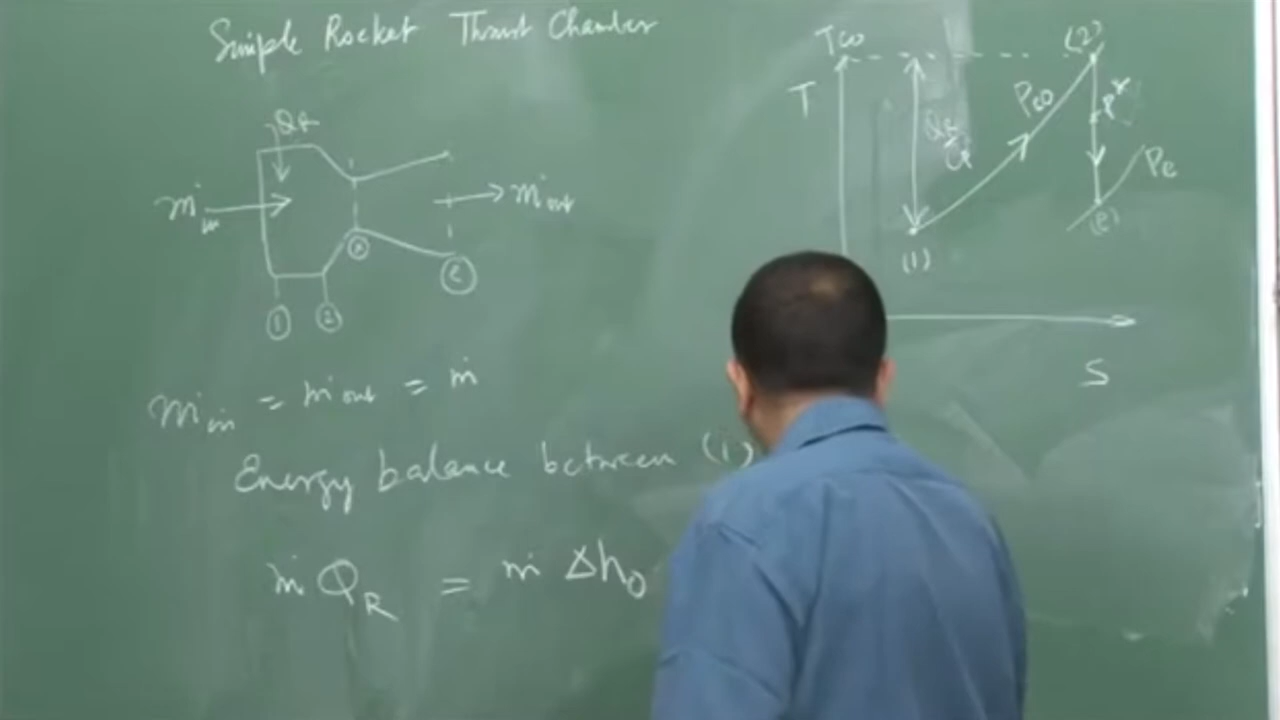 Simple Rocket Thrust Chamber
QR
ṁin
ṁout
*
1
2
e
ṁin = ṁout = ṁ
Energy balance between (1)
ṁ QR = ṁ Δh0
Tco
(2)
T
Pco
P*
QR
Pe
(e)
(1)
S